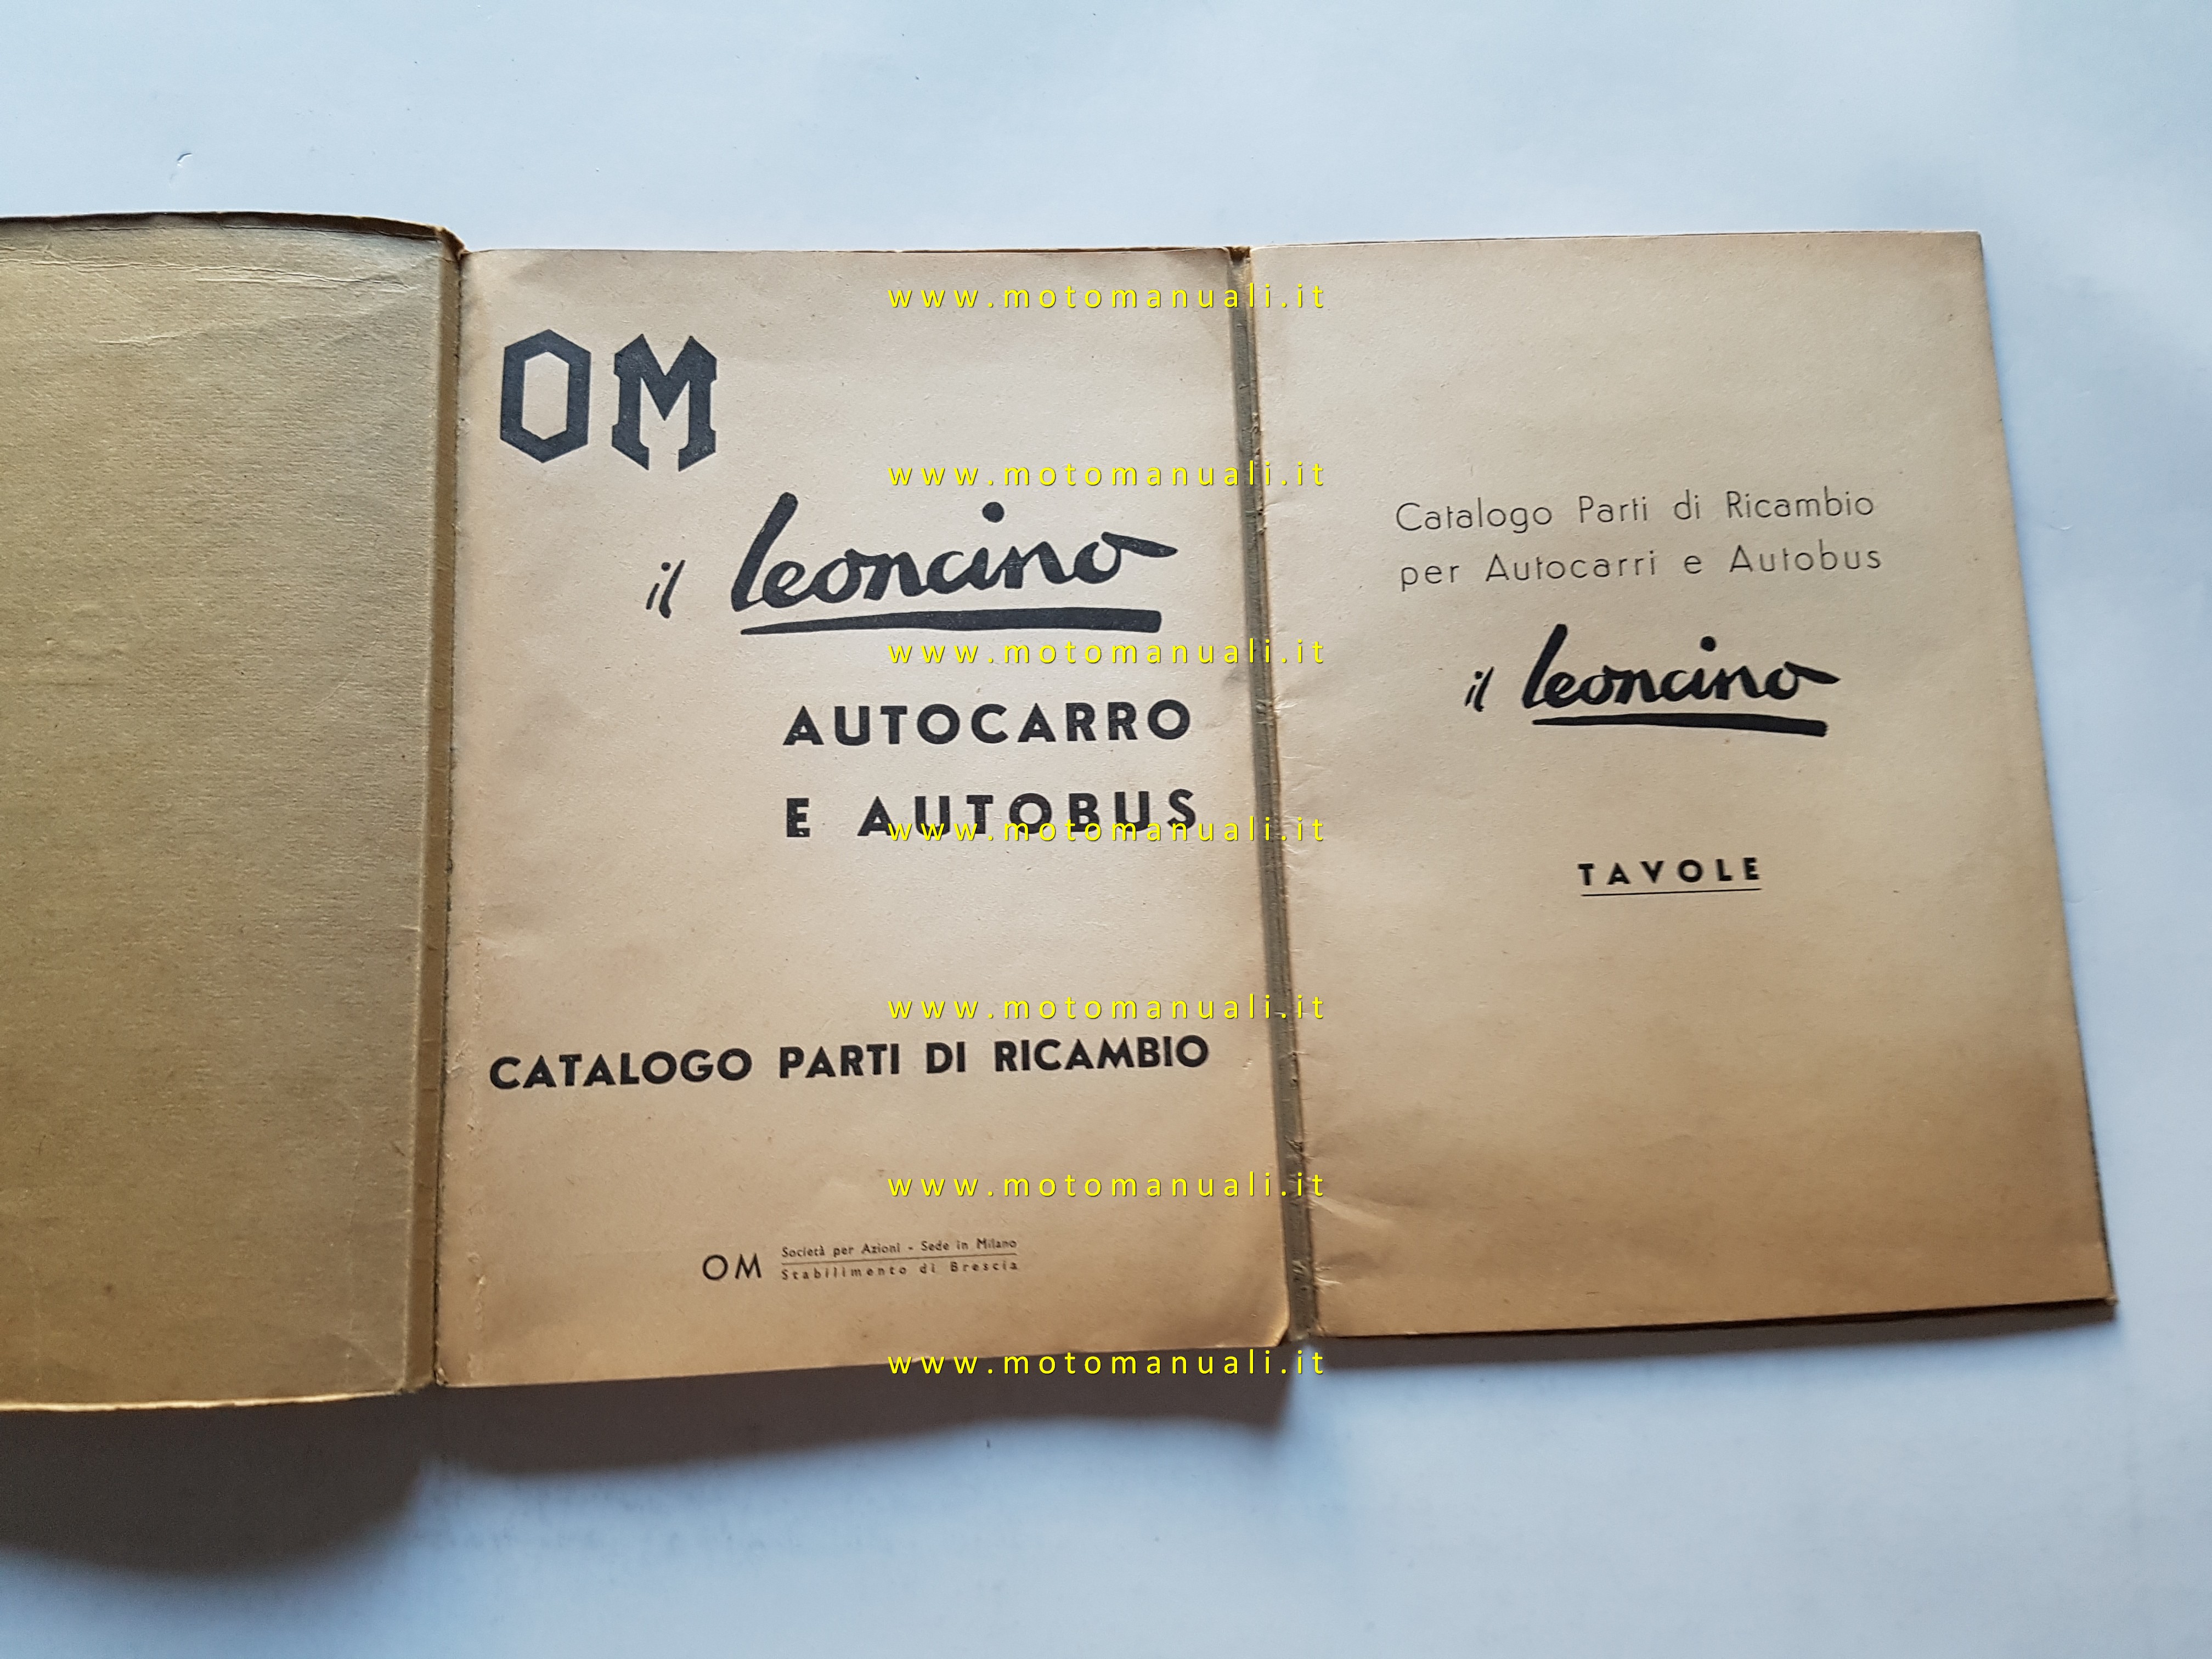 OM
il leoncino
AUTOCARRO
E AUTOBUS
CATALOGO PARTI DI RICAMBIO
OM
Società per Azioni - Sede in Milano
Stabilimento di Brescia
Catalogo Parti di Ricambio
per Autocarri e Autobus
il leoncino
TAVOLE
www.motomanuali.it
www.motomanuali.it
www.motomanuali.it
www.motomanuali.it
www.motomanuali.it
www.motomanuali.it
www.motomanuali.it